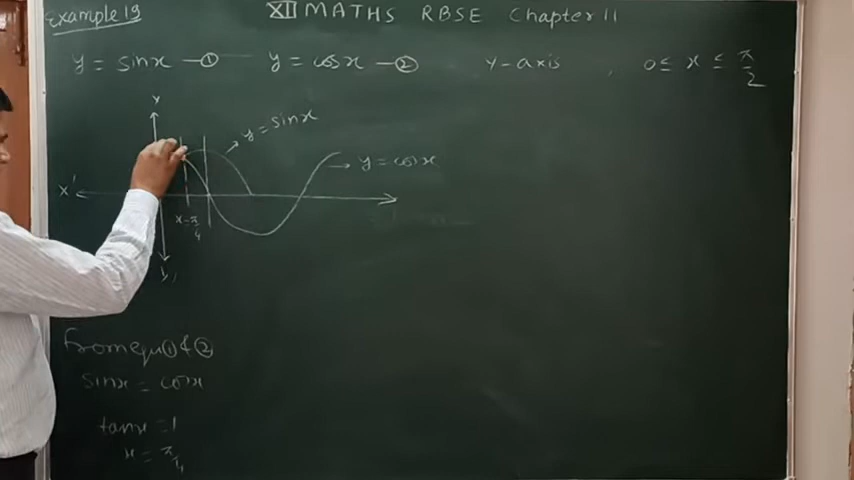 Example 19
XII MATHS RBSE Chapter 11
y = sinx —① y = cosx —② y-axis , 0 ≤ x ≤ π/2
Y
y = sinx
y = cosx
X'
x = π/4
Y'
From equ ① & ②
sinx = cosx
tanx = 1
x = π/4